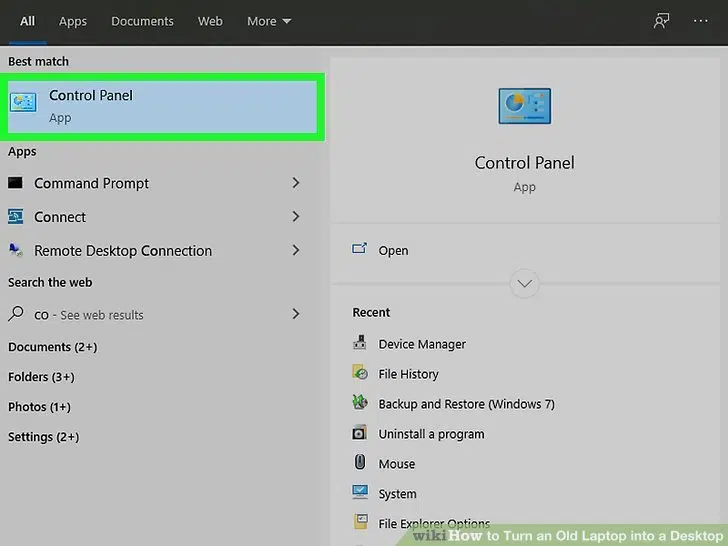 All Apps Documents Web More
Best match
Control Panel
App
Apps
Command Prompt
Connect
Remote Desktop Connection
Search the web
co - See web results
Documents (2+)
Folders (3+)
Photos (1+)
Settings (2+)
Control Panel
App
Open
Recent
Device Manager
File History
Backup and Restore (Windows 7)
Uninstall a program
Mouse
System
File Explorer Options
wikiHow to Turn an Old Laptop into a Desktop